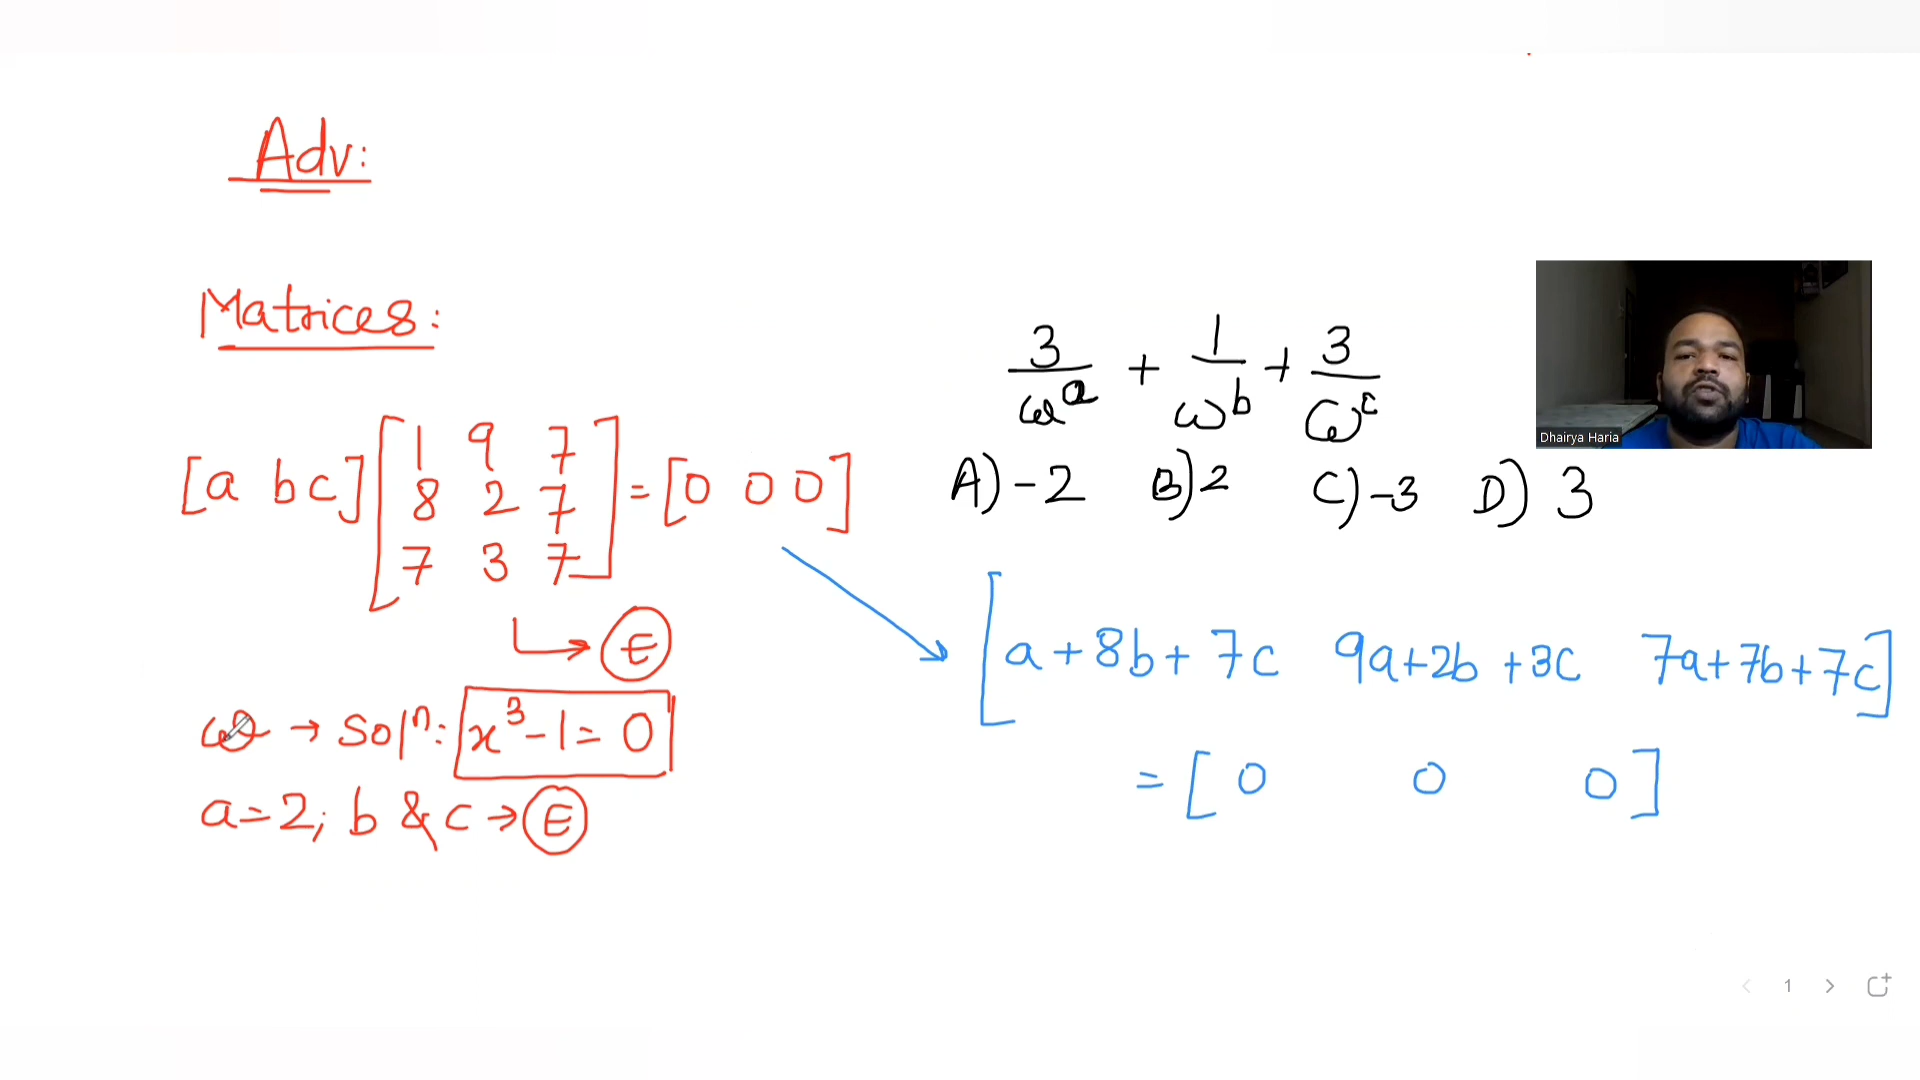 Adv:
Matrices:
[a b c] [1 9 7
8 2 7
7 3 7] = [0 0 0]
→ (E)
ω → Solⁿ: x³-1=0
a=2; b & c → (E)
3/ω^a + 1/ω^b + 3/ω^c
A) -2 B) 2 C) -3 D) 3
[a+8b+7c 9a+2b+3c 7a+7b+7c]
= [0 0 0]
Dhairya Haria
1